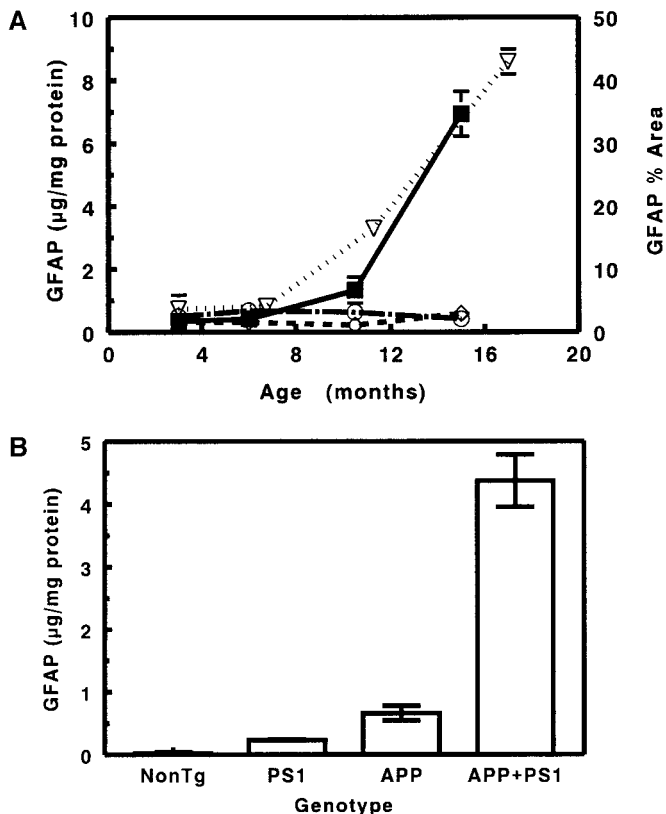 A
10
8
6
4
2
0
GFAP (µg/mg protein)
50
40
30
20
10
0
GFAP % Area
0 4 8 12 16 20
Age (months)
B
5
4
3
2
1
0
GFAP (µg/mg protein)
NonTg PS1 APP APP+PS1
Genotype